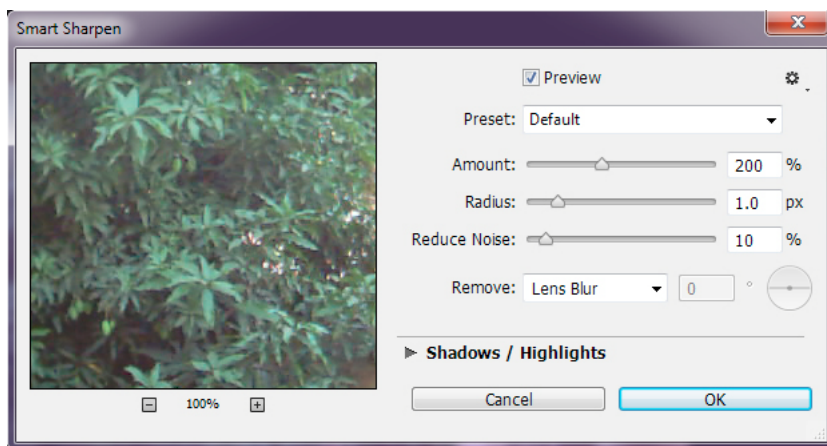 Smart Sharpen
Preview
Preset: Default
Amount: 200 %
Radius: 1.0 px
Reduce Noise: 10 %
Remove: Lens Blur 0 °
Shadows / Highlights
100%
Cancel OK